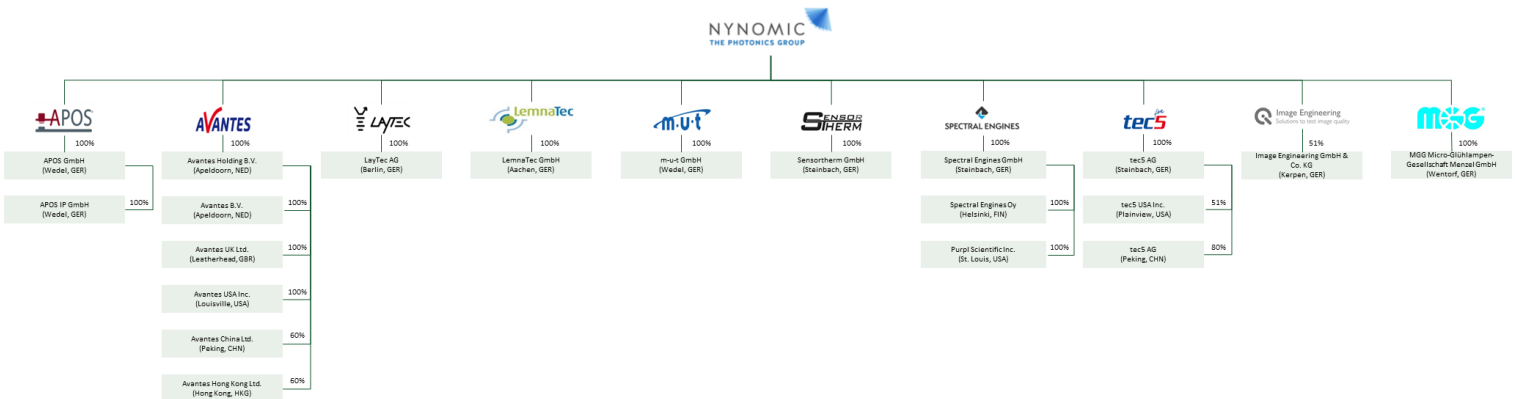 NYNOMIC
THE PHOTONICS GROUP
APOS
AVANTES
LAYTEC
LemnaTec
m·u·t
SENSOR
THERM
SPECTRAL ENGINES
tec5
Image Engineering
Solutions to test image quality
MGG
100%
100%
100%
100%
100%
100%
100%
100%
51%
100%
APOS GmbH
(Wedel, GER)
Avantes Holding B.V.
(Apeldoorn, NED)
LayTec AG
(Berlin, GER)
LemnaTec GmbH
(Aachen, GER)
m-u-t GmbH
(Wedel, GER)
Sensortherm GmbH
(Steinbach, GER)
Spectral Engines GmbH
(Steinbach, GER)
tec5 AG
(Steinbach, GER)
Image Engineering GmbH &
Co. KG
(Kerpen, GER)
MGG Micro-Glühlampen-
Gesellschaft Menzel GmbH
(Wentorf, GER)
APOS IP GmbH
(Wedel, GER)
100%
Avantes B.V.
(Apeldoorn, NED)
100%
Spectral Engines Oy
(Helsinki, FIN)
100%
tec5 USA Inc.
(Plainview, USA)
51%
Avantes UK Ltd.
(Leatherhead, GBR)
100%
Purpl Scientific Inc.
(St. Louis, USA)
100%
tec5 AG
(Peking, CHN)
80%
Avantes USA Inc.
(Louisville, USA)
100%
Avantes China Ltd.
(Peking, CHN)
60%
Avantes Hong Kong Ltd.
(Hong Kong, HKG)
60%